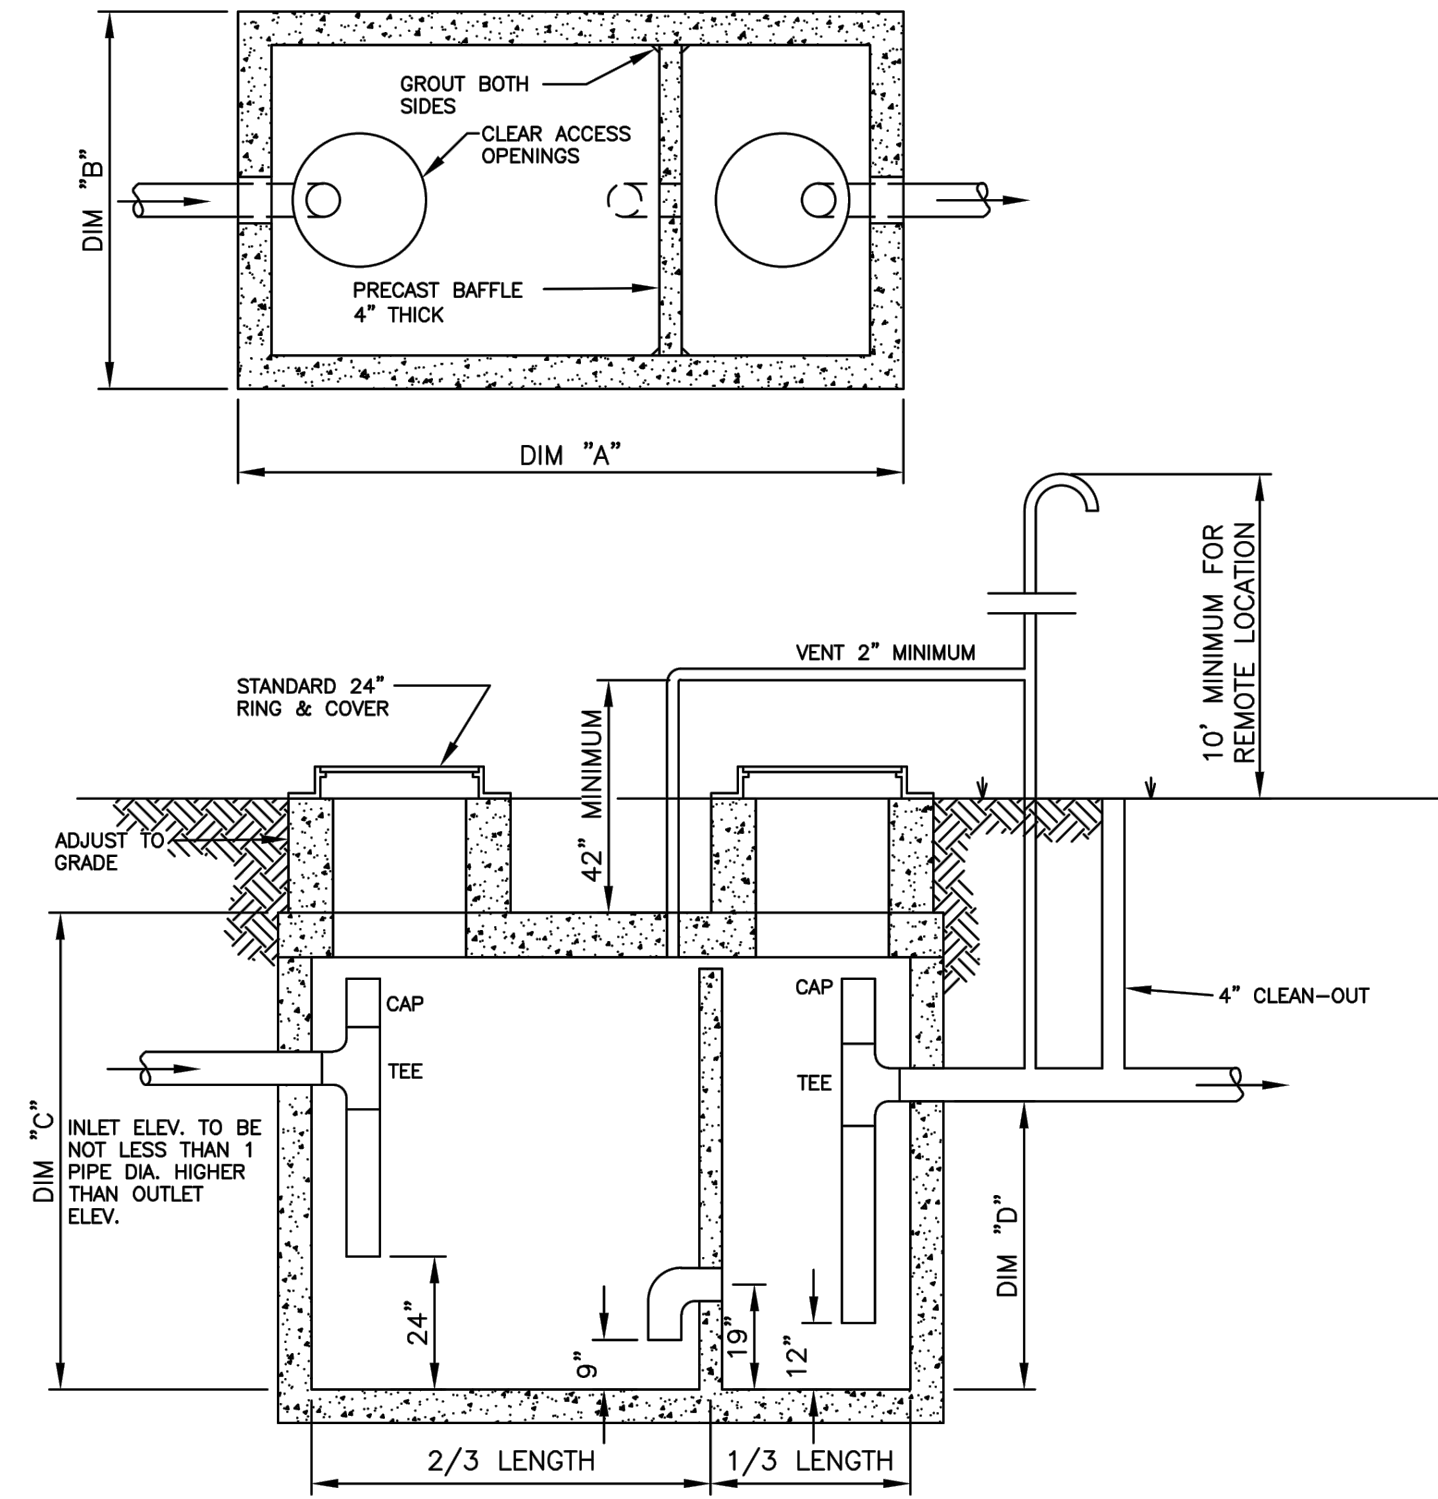 GROUT BOTH
SIDES
CLEAR ACCESS
OPENINGS
DIM "B"
PRECAST BAFFLE
4" THICK
DIM "A"
10' MINIMUM FOR
REMOTE LOCATION
VENT 2" MINIMUM
STANDARD 24"
RING & COVER
42" MINIMUM
ADJUST TO
GRADE
CAP
CAP
4" CLEAN-OUT
TEE
TEE
DIM "C"
INLET ELEV. TO BE
NOT LESS THAN 1
PIPE DIA. HIGHER
THAN OUTLET
ELEV.
DIM "D"
24"
9"
19"
12"
2/3 LENGTH
1/3 LENGTH